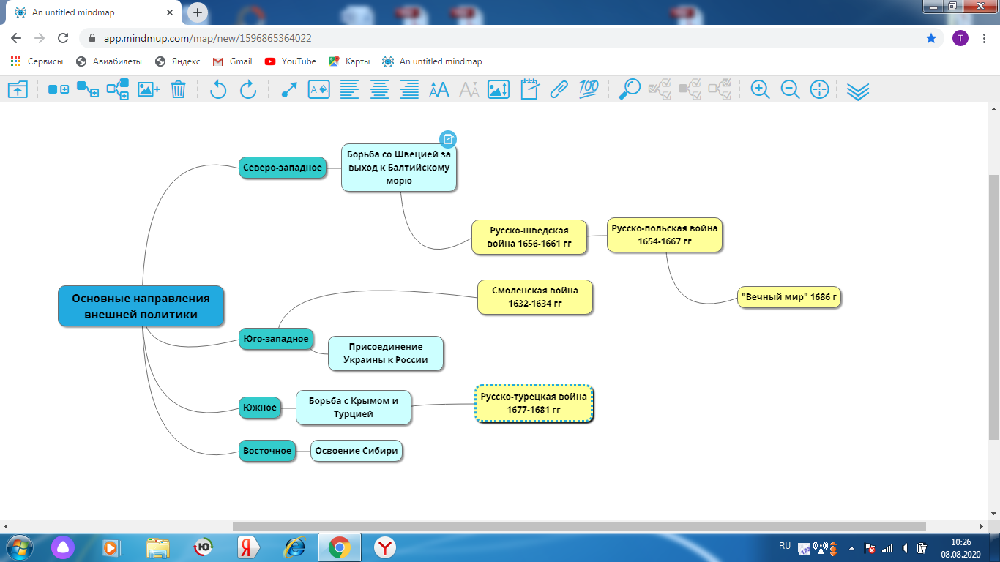 An untitled mindmap
app.mindmup.com/map/new/1596865364022
T
Сервисы
Авиабилеты
Яндекс
Gmail
YouTube
Карты
An untitled mindmap
A
AA
AA
100
Северо-западное
Борьба со Швецией за
выход к Балтийскому
морю
Русско-шведская
война 1656-1661 гг
Русско-польская война
1654-1667 гг
Смоленская война
1632-1634 гг
"Вечный мир" 1686 г
Основные направления
внешней политики
Юго-западное
Присоединение
Украины к России
Южное
Борьба с Крымом и
Турцией
Русско-турецкая война
1677-1681 гг
Восточное
Освоение Сибири
Ю
Я
Y
RU
10:26
08.08.2020